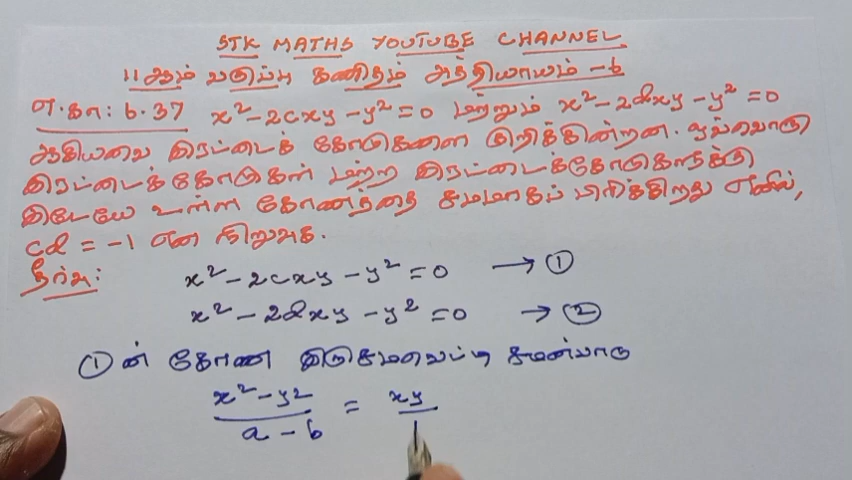 STK MATHS YOUTUBE CHANNEL
11 ஆம் வகுப்பு கணிதம் அத்தியாயம் - 6
எ.கா: 6.37 x² - 2cxy - y² = 0 மற்றும் x² - 2dxy - y² = 0
ஆகியவை இரட்டைக் கோடுகளை குறிக்கின்றன. ஒவ்வொரு
இரட்டைக் கோடுகள் மற்ற இரட்டைக்கோடுகளுக்கு
இடையே உள்ள கோணத்தை சமமாகப் பிரிக்கிறது எனில்,
cd = -1 என நிறுவுக.
தீர்வு: x² - 2cxy - y² = 0 → ①
x² - 2dxy - y² = 0 → ②
① ன் கோண இருசமவெட்டி சமன்பாடு
x² - y² / a - b = xy /